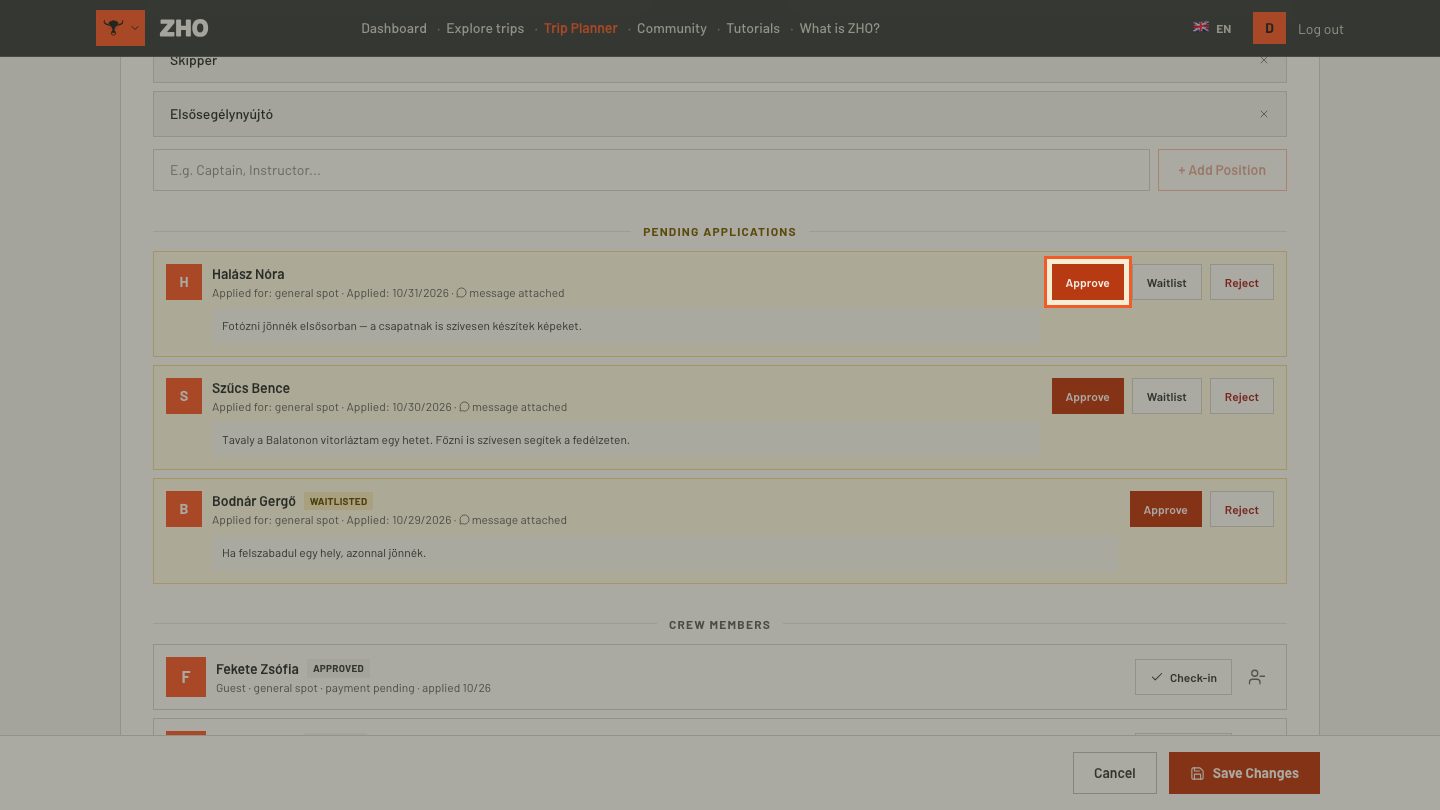 ZHO
Dashboard · Explore trips · Trip Planner · Community · Tutorials · What is ZHO?
EN
D
Log out
Skipper
Elsősegélynyújtó
E.g. Captain, Instructor...
+ Add Position
PENDING APPLICATIONS
H
Halász Nóra
Applied for: general spot · Applied: 10/31/2026 · message attached
Fotózni jönnék elsősorban — a csapatnak is szívesen készítek képeket.
Approve
Waitlist
Reject
S
Szűcs Bence
Applied for: general spot · Applied: 10/30/2026 · message attached
Tavaly a Balatonon vitorláztam egy hetet. Főzni is szívesen segítek a fedélzeten.
Approve
Waitlist
Reject
B
Bodnár Gergő WAITLISTED
Applied for: general spot · Applied: 10/29/2026 · message attached
Ha felszabadul egy hely, azonnal jönnék.
Approve
Reject
CREW MEMBERS
F
Fekete Zsófia APPROVED
Guest · general spot · payment pending · applied 10/26
Check-in
Cancel
Save Changes